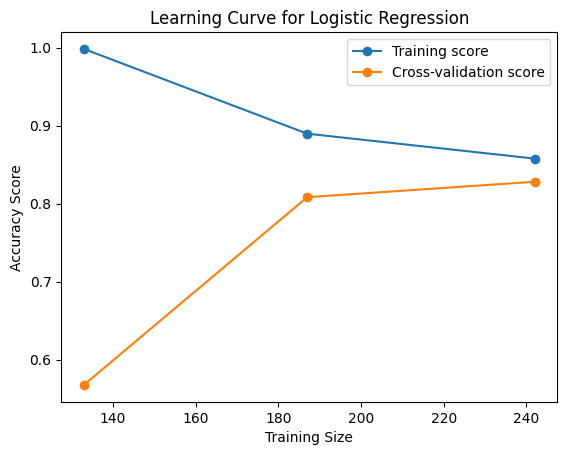 Learning Curve for Logistic Regression
Training score
Cross-validation score
Accuracy Score
1.0
0.9
0.8
0.7
0.6
140 160 180 200 220 240
Training Size